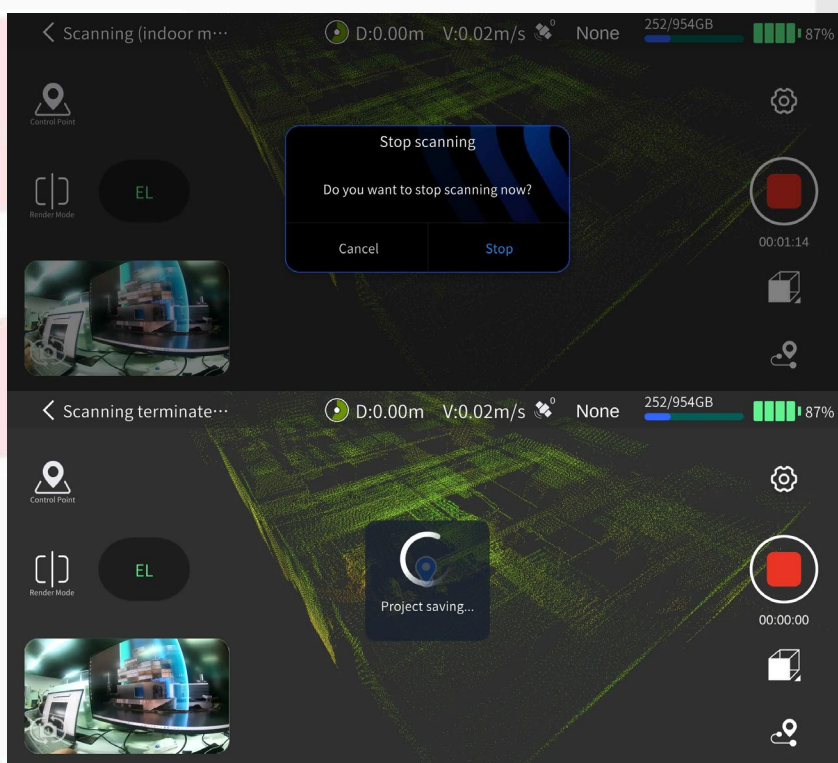 Scanning (indoor m···
D:0.00m V:0.02m/s 0 None 252/954GB 87%
Control Point
Stop scanning
Do you want to stop scanning now?
Cancel Stop
Render Mode
EL
00:01:14
Scanning terminate···
D:0.00m V:0.02m/s 0 None 252/954GB 87%
Control Point
Render Mode
EL
Project saving...
00:00:00